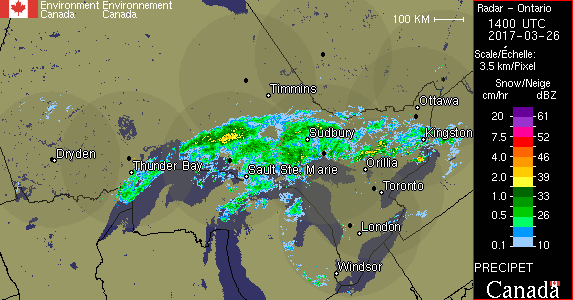 Environment Environnement
Canada Canada
100 KM
Timmins
Ottawa
Sudbury
Kingston
Dryden
Thunder Bay
Sault Ste. Marie
Orillia
Toronto
London
Windsor
Radar - Ontario
1400 UTC
2017-03-26
Scale/Échelle:
3.5 km/Pixel
Snow/Neige
cm/hr dBZ
20 61
10 57
7.5 52
4.0 46
2.0 39
1.0 33
0.5 26
0.1 10
PRECIPET
Canada